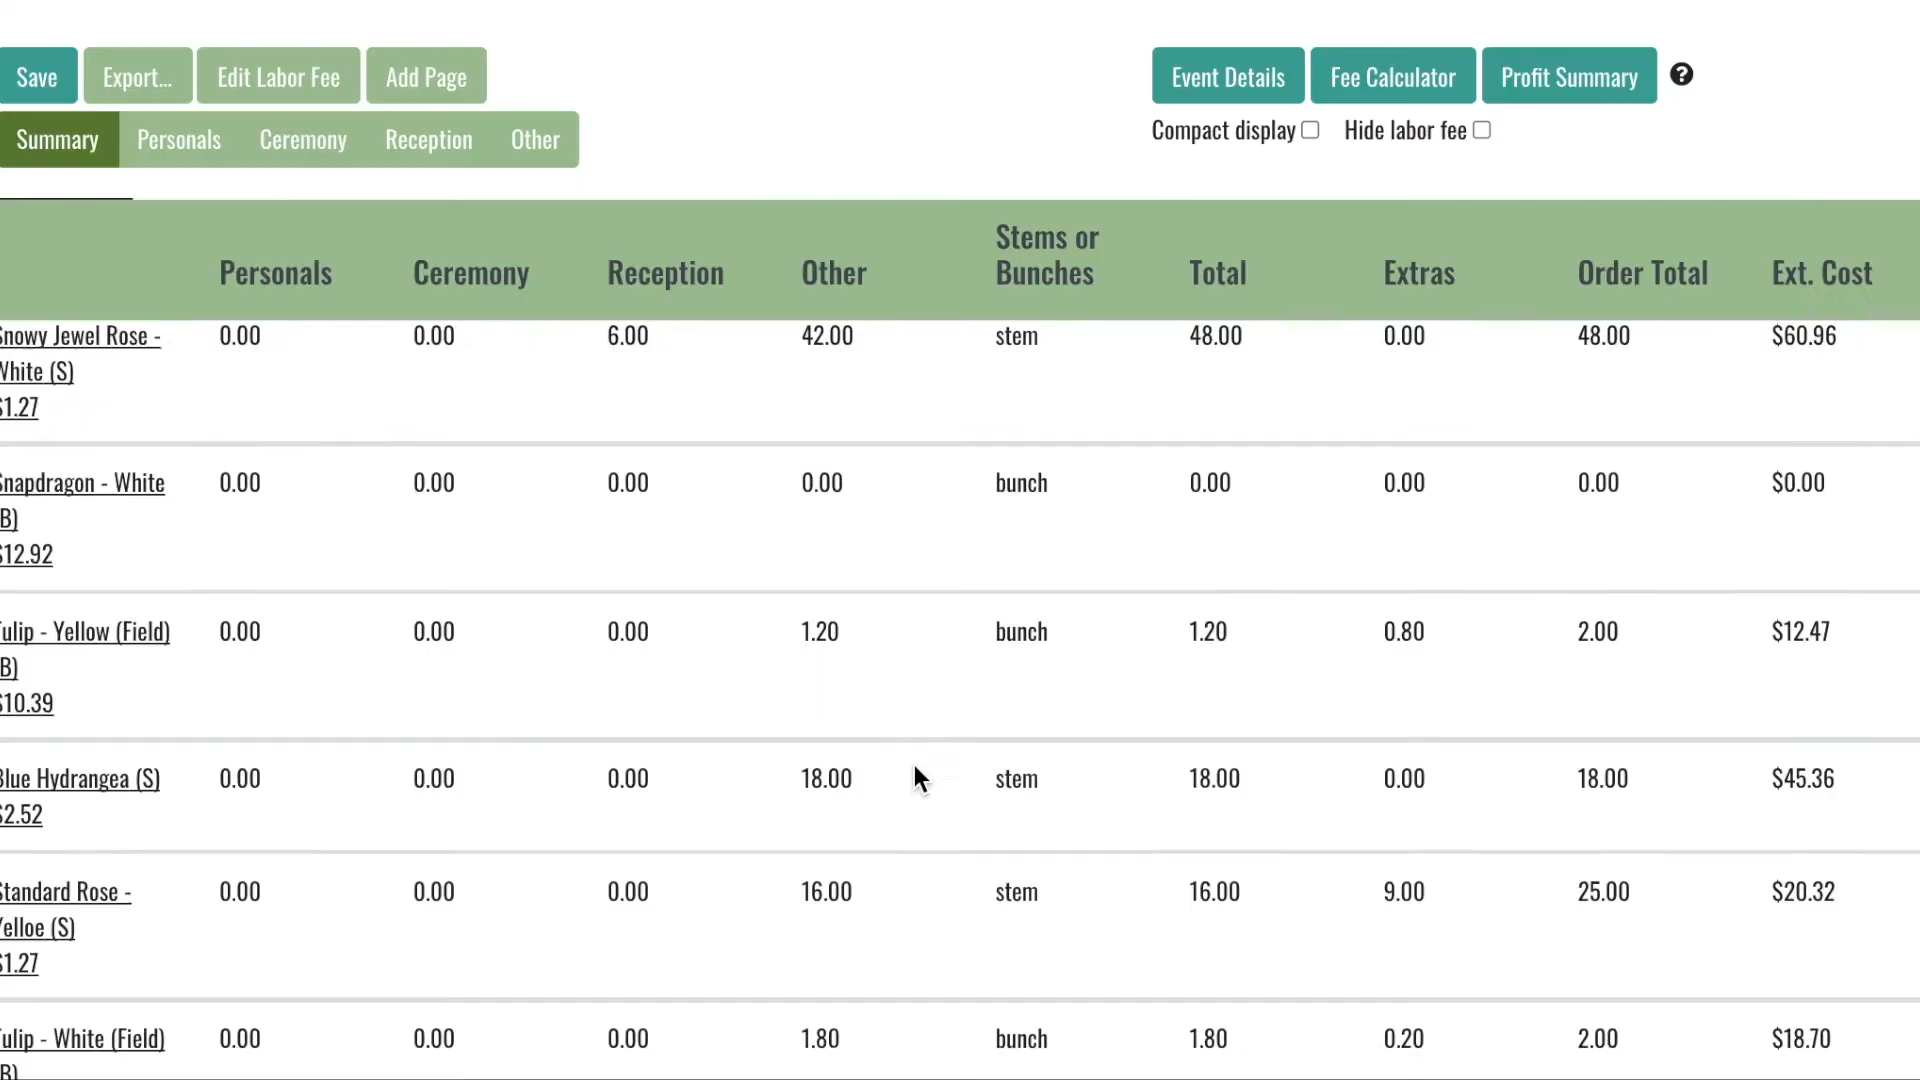 Save Export... Edit Labor Fee Add Page Event Details Fee Calculator Profit Summary ?
Compact display Hide labor fee
Summary Personals Ceremony Reception Other
Stems or
Personals Ceremony Reception Other Bunches Total Extras Order Total Ext. Cost
Snowy Jewel Rose - 0.00 0.00 6.00 42.00 stem 48.00 0.00 48.00 $60.96
White (S)
$1.27
Snapdragon - White 0.00 0.00 0.00 0.00 bunch 0.00 0.00 0.00 $0.00
(B)
$12.92
Tulip - Yellow (Field) 0.00 0.00 0.00 1.20 bunch 1.20 0.80 2.00 $12.47
(B)
$10.39
Blue Hydrangea (S) 0.00 0.00 0.00 18.00 stem 18.00 0.00 18.00 $45.36
$2.52
Standard Rose - 0.00 0.00 0.00 16.00 stem 16.00 9.00 25.00 $20.32
Yelloe (S)
$1.27
Tulip - White (Field) 0.00 0.00 0.00 1.80 bunch 1.80 0.20 2.00 $18.70
(B)